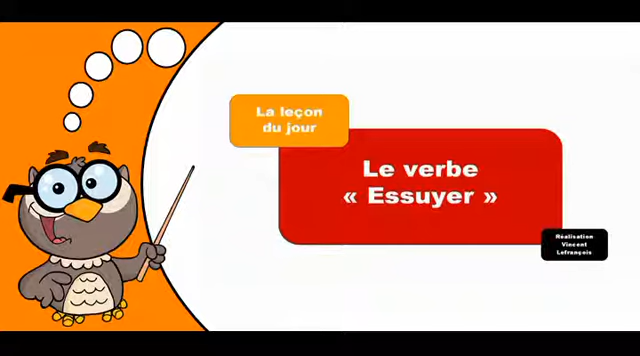 La leçon
du jour
Le verbe
« Essuyer »
Réalisation
Vincent
Lefrançois